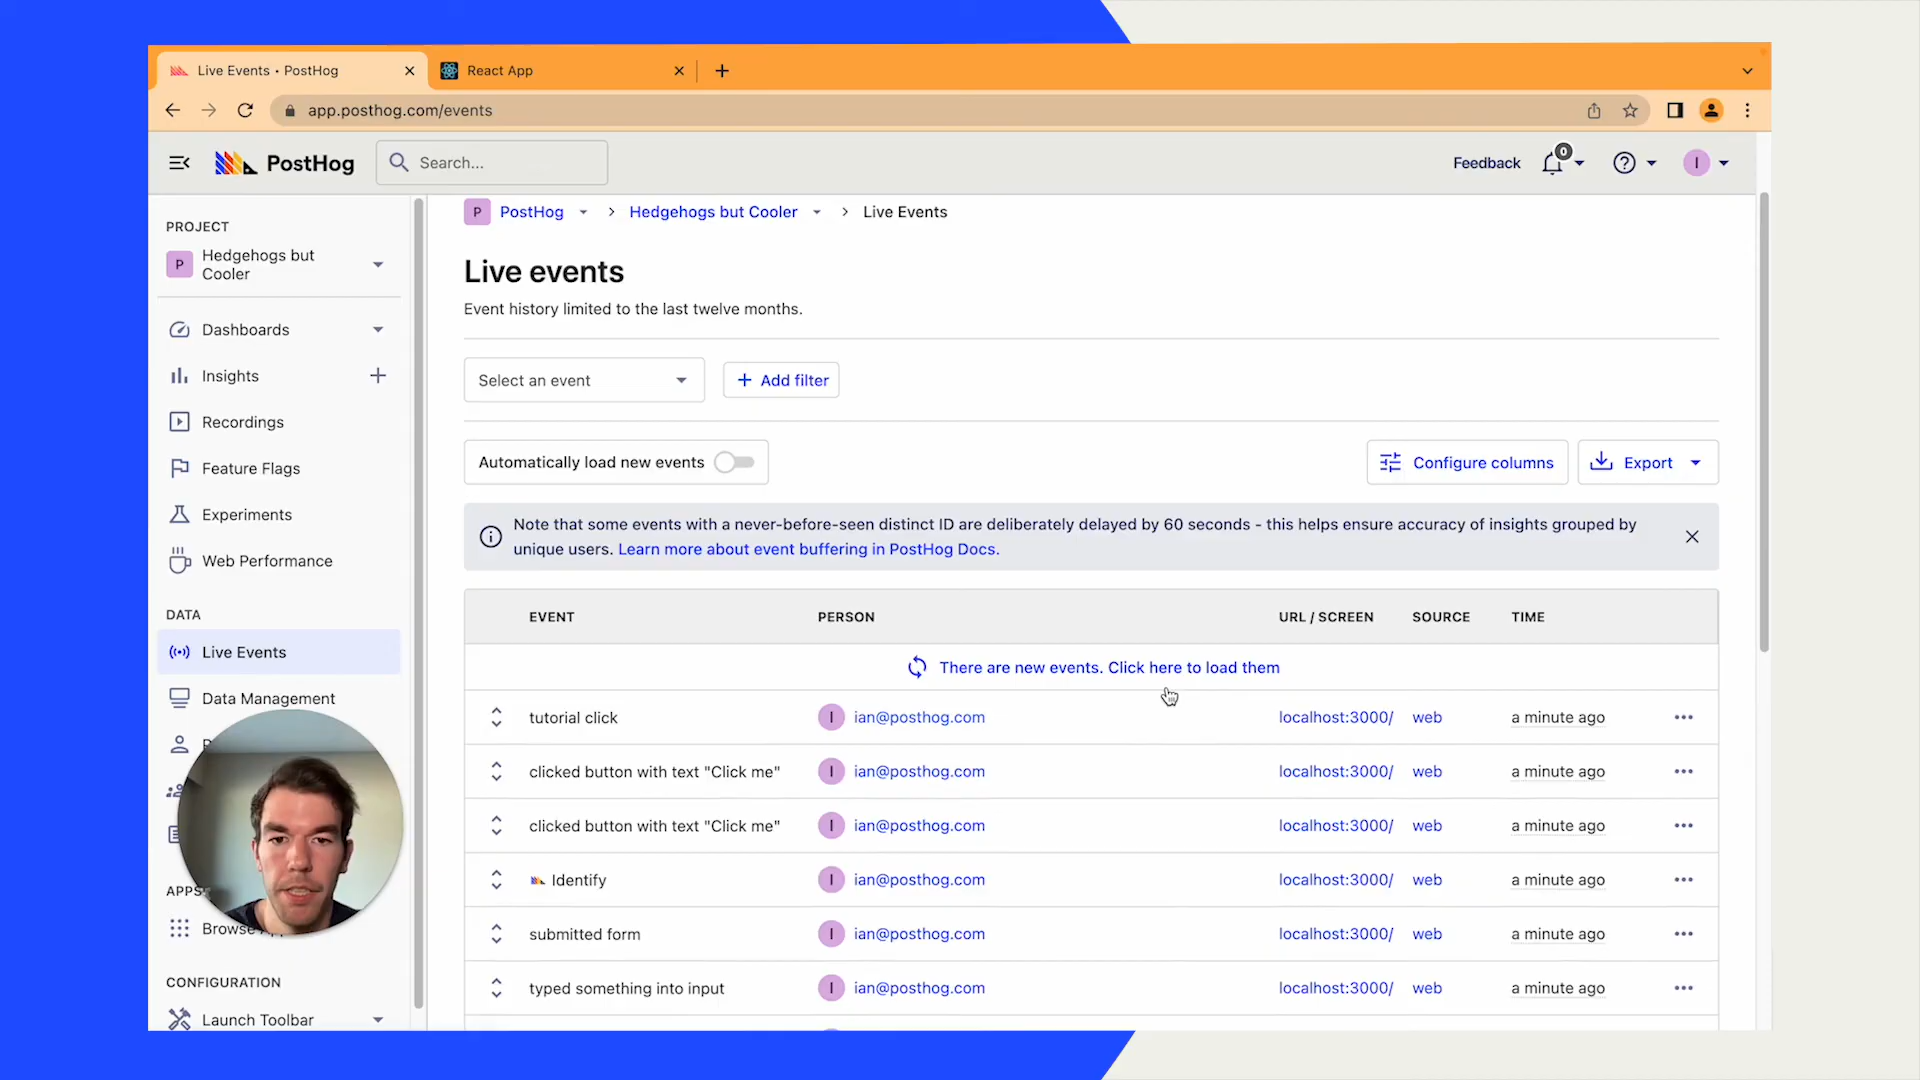 Live Events • PostHog
React App
app.posthog.com/events
PostHog
Search...
Feedback
0
I
PROJECT
P
Hedgehogs but
Cooler
Dashboards
Insights
Recordings
Feature Flags
Experiments
Web Performance
DATA
Live Events
Data Management
APPS
Browse
CONFIGURATION
Launch Toolbar
P PostHog > Hedgehogs but Cooler > Live Events
Live events
Event history limited to the last twelve months.
Select an event
+ Add filter
Automatically load new events
Configure columns
Export
Note that some events with a never-before-seen distinct ID are deliberately delayed by 60 seconds - this helps ensure accuracy of insights grouped by
unique users. Learn more about event buffering in PostHog Docs.
EVENT PERSON URL / SCREEN SOURCE TIME
There are new events. Click here to load them
tutorial click I ian@posthog.com localhost:3000/ web a minute ago
clicked button with text "Click me" I ian@posthog.com localhost:3000/ web a minute ago
clicked button with text "Click me" I ian@posthog.com localhost:3000/ web a minute ago
Identify I ian@posthog.com localhost:3000/ web a minute ago
submitted form I ian@posthog.com localhost:3000/ web a minute ago
typed something into input I ian@posthog.com localhost:3000/ web a minute ago